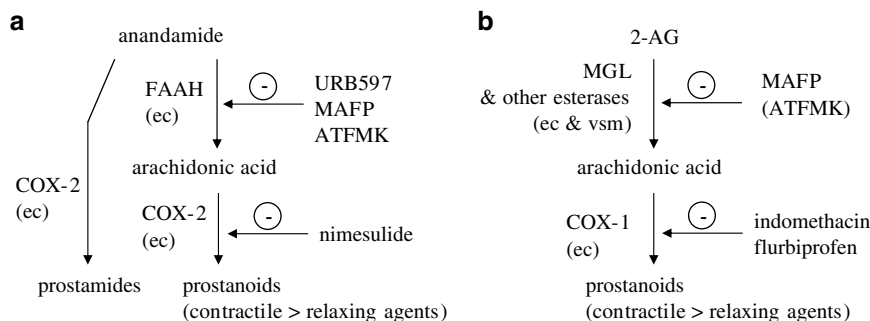 a
anandamide
FAAH
(ec)
-
URB597
MAFP
ATFMK
arachidonic acid
COX-2
(ec)
COX-2
(ec)
-
nimesulide
prostamides
prostanoids
(contractile > relaxing agents)
b
2-AG
MGL
& other esterases
(ec & vsm)
-
MAFP
(ATFMK)
arachidonic acid
COX-1
(ec)
-
indomethacin
flurbiprofen
prostanoids
(contractile > relaxing agents)